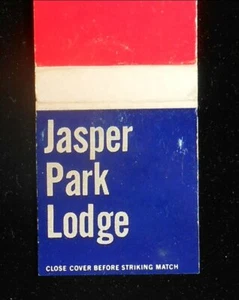 Jasper
Park
Lodge
CLOSE COVER BEFORE STRIKING MATCH